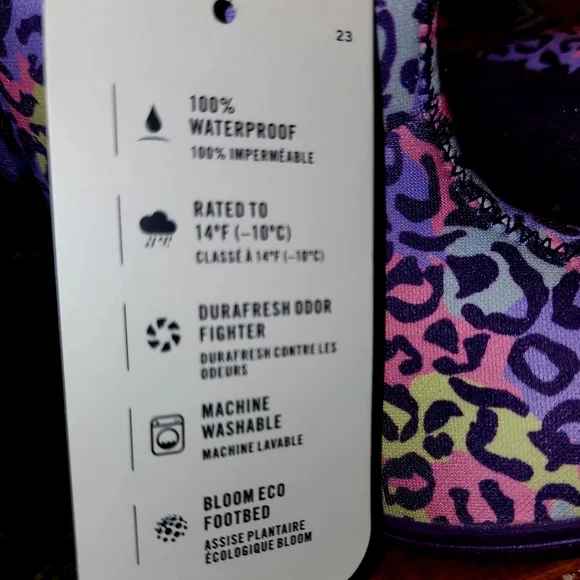 23
100%
WATERPROOF
100% IMPERMÉABLE
RATED TO
14°F (-10°C)
CLASSÉ À 14°F (-10°C)
DURAFRESH ODOR
FIGHTER
DURAFRESH CONTRE LES
ODEURS
MACHINE
WASHABLE
MACHINE LAVABLE
BLOOM ECO
FOOTBED
ASSISE PLANTAIRE
ÉCOLOGIQUE BLOOM